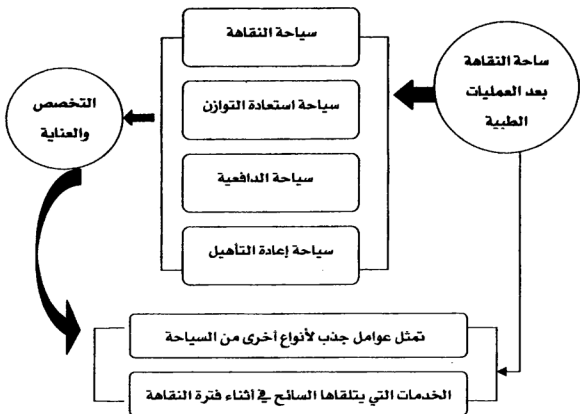 ساحة النقاهة
بعد العمليات
الطبية
سياحة النقاهة
سياحة استعادة التوازن
سياحة الدافعية
سياحة إعادة التأهيل
التخصص
والعناية
تمثل عوامل جذب لأنواع أخرى من السياحة
الخدمات التي يتلقاها السائح في أثناء فترة النقاهة